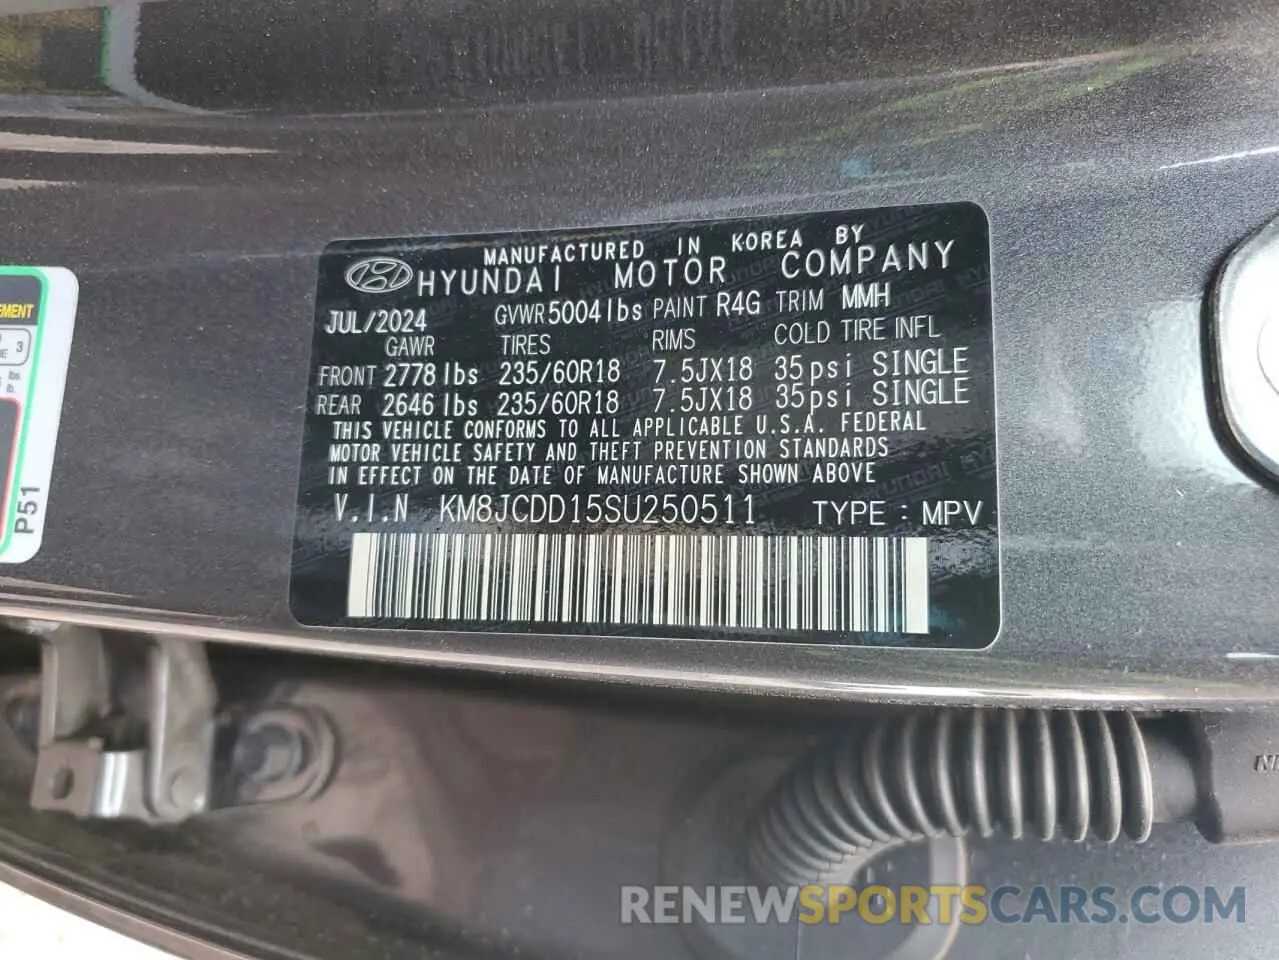 MANUFACTURED IN KOREA BY
HYUNDAI MOTOR COMPANY
JUL/2024 GVWR 5004 lbs PAINT R4G TRIM MMH
GAWR TIRES RIMS COLD TIRE INFL
FRONT 2778 lbs 235/60R18 7.5JX18 35psi SINGLE
REAR 2646 lbs 235/60R18 7.5JX18 35psi SINGLE
THIS VEHICLE CONFORMS TO ALL APPLICABLE U.S.A. FEDERAL
MOTOR VEHICLE SAFETY AND THEFT PREVENTION STANDARDS
IN EFFECT ON THE DATE OF MANUFACTURE SHOWN ABOVE
V.I.N KM8JCDD15SU250511 TYPE : MPV
3
lbs.
lb.
P51
RENEWSPORTSCARS.COM